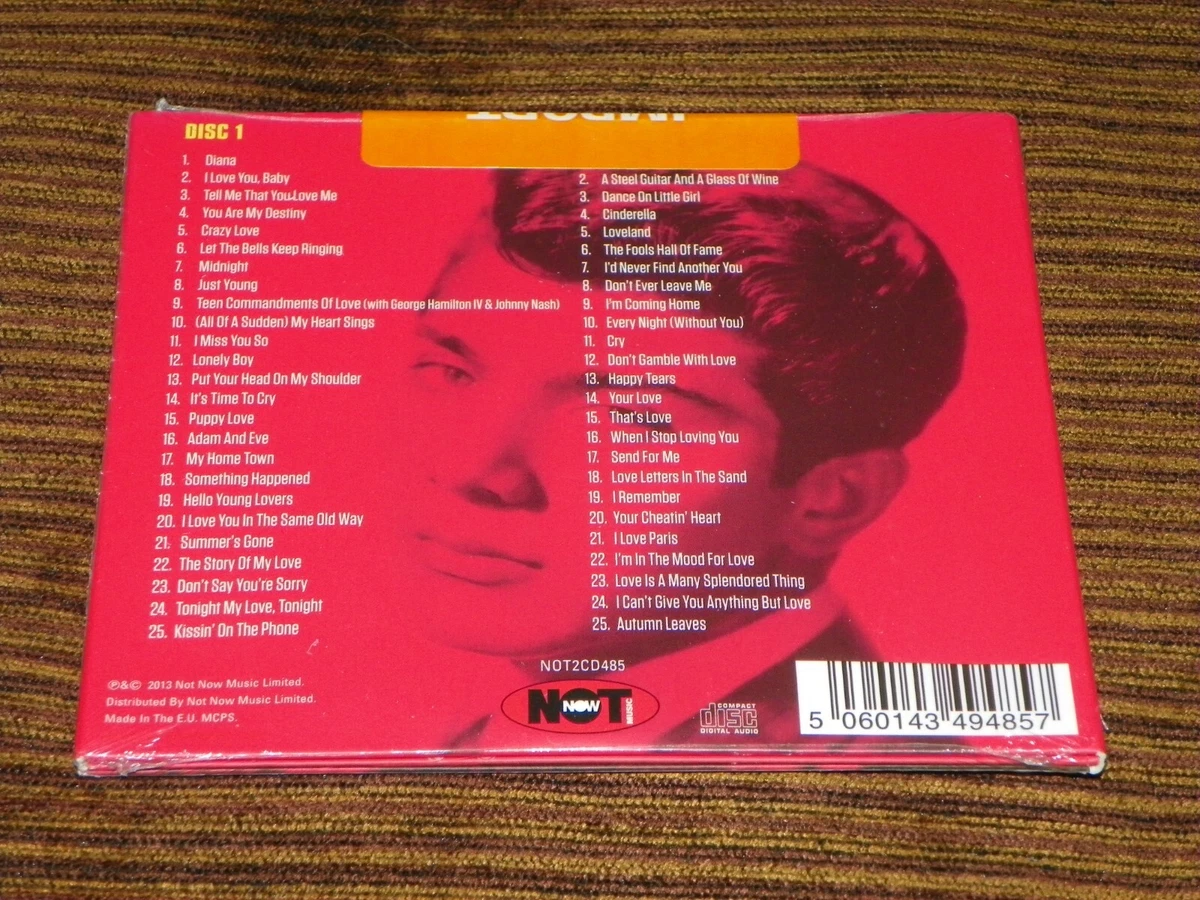 IMPORT
DISC 1
1. Diana
2. I Love You, Baby
3. Tell Me That You Love Me
4. You Are My Destiny
5. Crazy Love
6. Let The Bells Keep Ringing
7. Midnight
8. Just Young
9. Teen Commandments Of Love (with George Hamilton IV & Johnny Nash)
10. (All Of A Sudden) My Heart Sings
11. I Miss You So
12. Lonely Boy
13. Put Your Head On My Shoulder
14. It's Time To Cry
15. Puppy Love
16. Adam And Eve
17. My Home Town
18. Something Happened
19. Hello Young Lovers
20. I Love You In The Same Old Way
21. Summer's Gone
22. The Story Of My Love
23. Don't Say You're Sorry
24. Tonight My Love, Tonight
25. Kissin' On The Phone
2. A Steel Guitar And A Glass Of Wine
3. Dance On Little Girl
4. Cinderella
5. Loveland
6. The Fools Hall Of Fame
7. I'd Never Find Another You
8. Don't Ever Leave Me
9. I'm Coming Home
10. Every Night (Without You)
11. Cry
12. Don't Gamble With Love
13. Happy Tears
14. Your Love
15. That's Love
16. When I Stop Loving You
17. Send For Me
18. Love Letters In The Sand
19. I Remember
20. Your Cheatin' Heart
21. I Love Paris
22. I'm In The Mood For Love
23. Love Is A Many Splendored Thing
24. I Can't Give You Anything But Love
25. Autumn Leaves
℗&© 2013 Not Now Music Limited.
Distributed By Not Now Music Limited.
Made In The E.U. MCPS.
NOT2CD485
NOT NOW MUSIC
COMPACT
disc
DIGITAL AUDIO
5 060143 494857